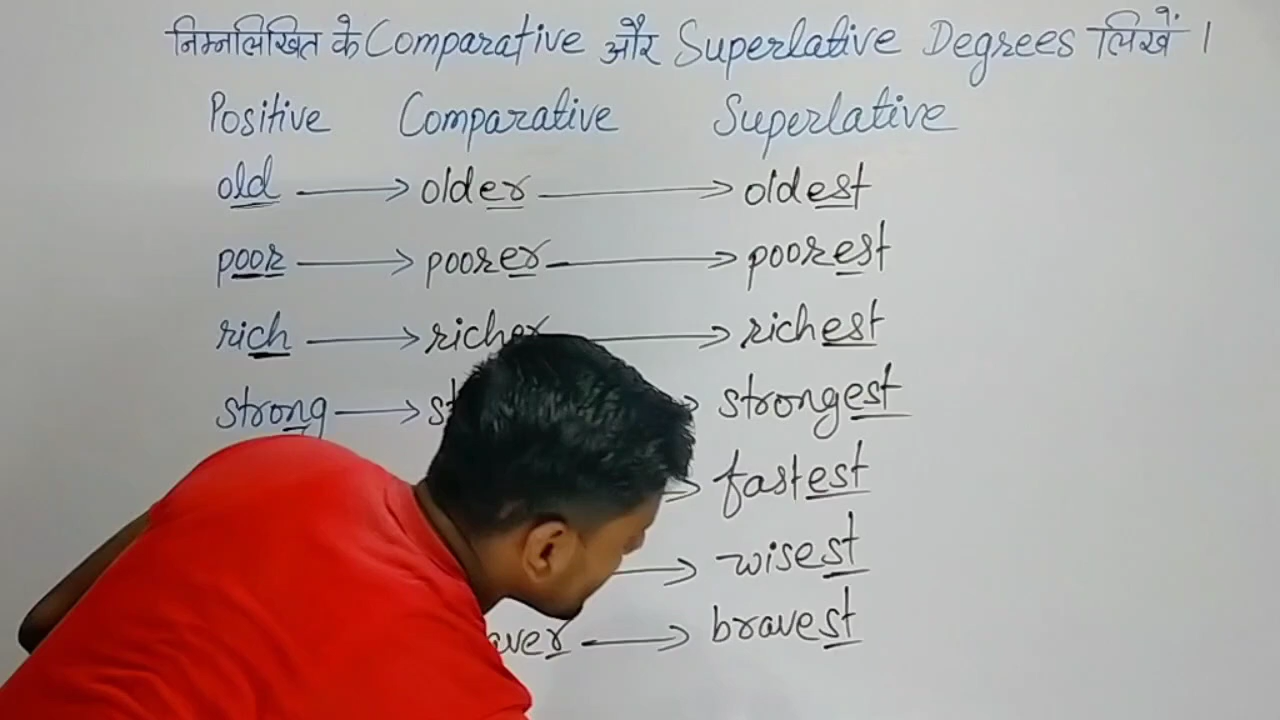 निम्नलिखित के Comparative और Superlative Degrees लिखें।
Positive Comparative Superlative
old → older → oldest
poor → poorer → poorest
rich → richer → richest
strong → → strongest
→ fastest
→ wisest
→ bravest